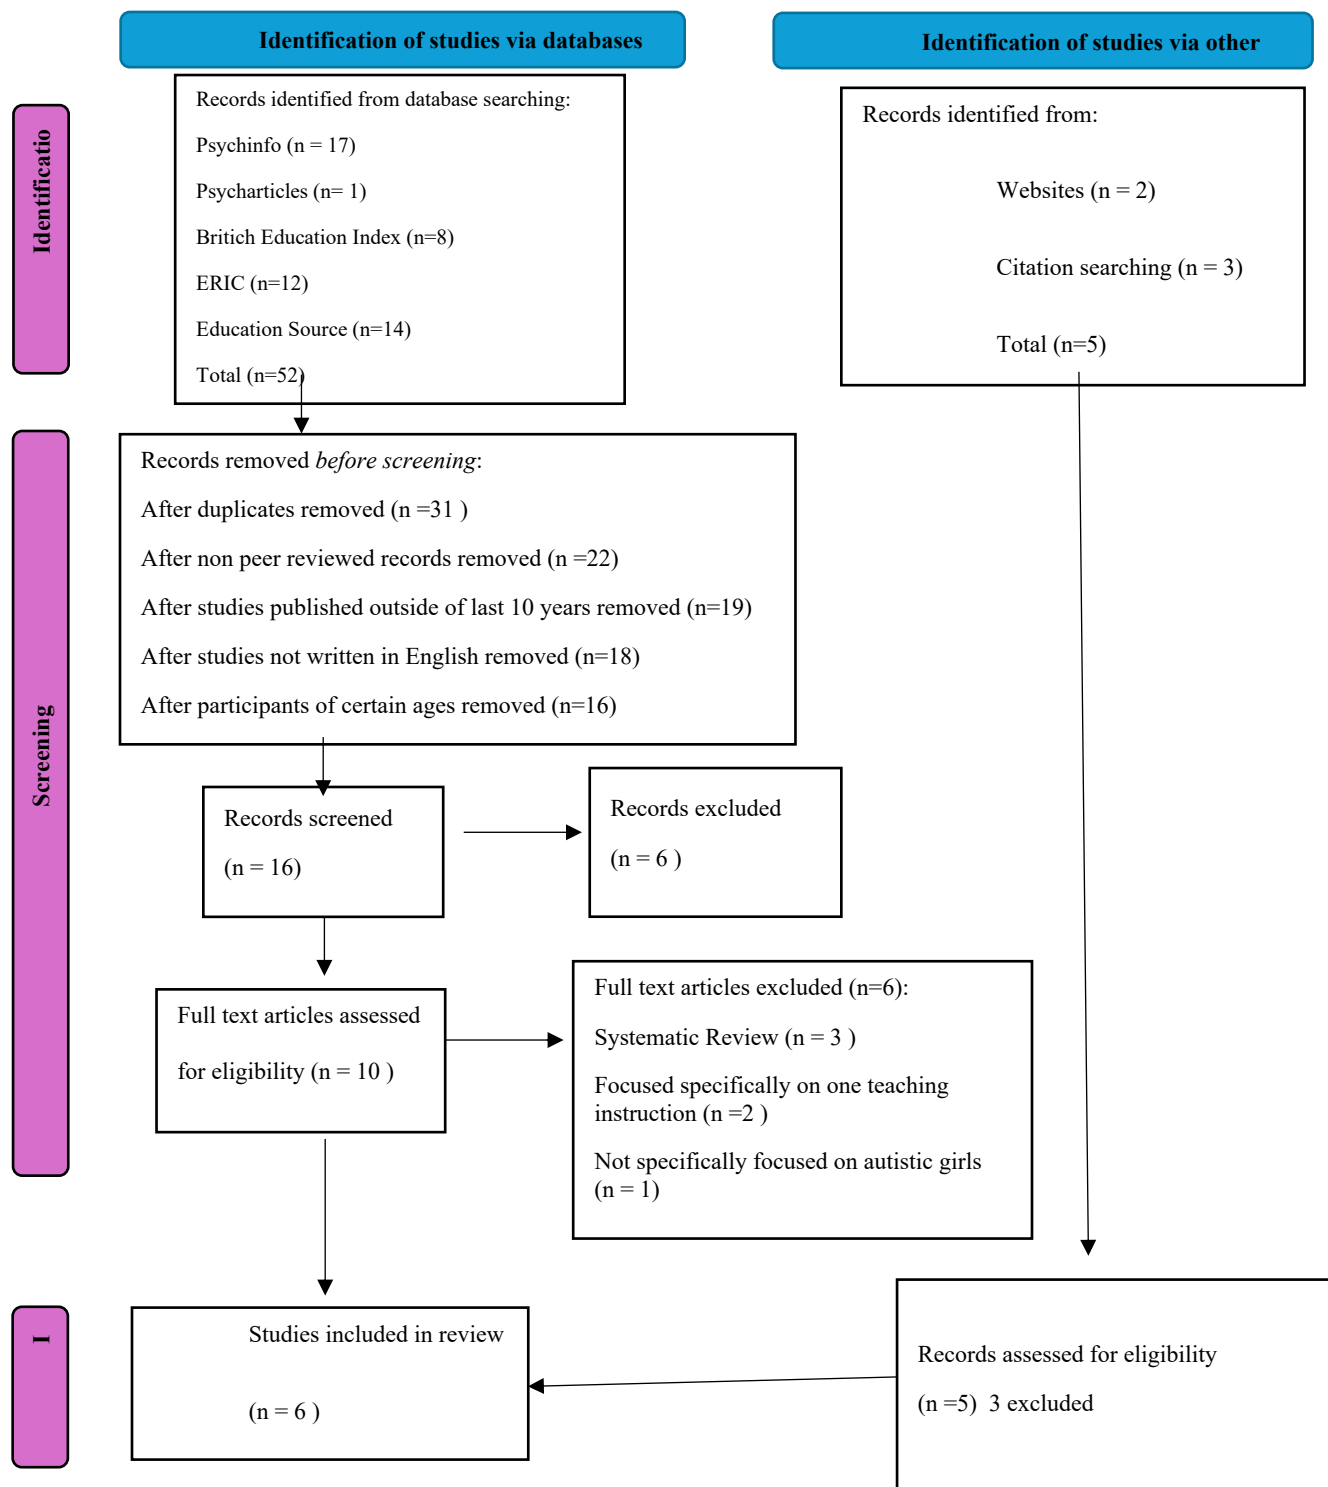 Identification of studies via databases
Identification of studies via other
Identificatio
Records identified from database searching:
Psychinfo (n = 17)
Psycharticles (n= 1)
Britich Education Index (n=8)
ERIC (n=12)
Education Source (n=14)
Total (n=52)
Records identified from:
Websites (n = 2)
Citation searching (n = 3)
Total (n=5)
Screening
Records removed before screening:
After duplicates removed (n =31 )
After non peer reviewed records removed (n =22)
After studies published outside of last 10 years removed (n=19)
After studies not written in English removed (n=18)
After participants of certain ages removed (n=16)
Records screened
(n = 16)
Records excluded
(n = 6 )
Full text articles assessed
for eligibility (n = 10 )
Full text articles excluded (n=6):
Systematic Review (n = 3 )
Focused specifically on one teaching
instruction (n =2 )
Not specifically focused on autistic girls
(n = 1)
I
Studies included in review
(n = 6 )
Records assessed for eligibility
(n =5)  3 excluded